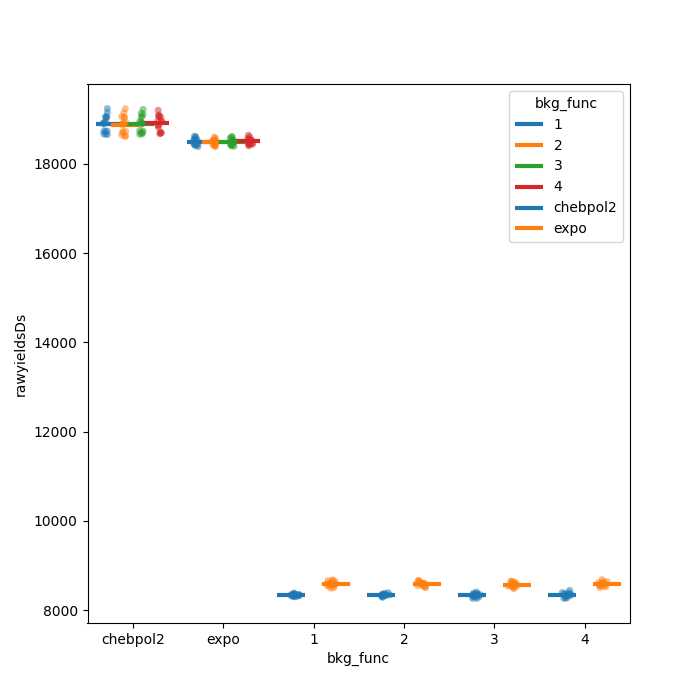 bkg_func
1
2
3
4
chebpol2
expo
18000
16000
14000
12000
10000
8000
rawyieldsDs
chebpol2 expo 1 2 3 4
bkg_func